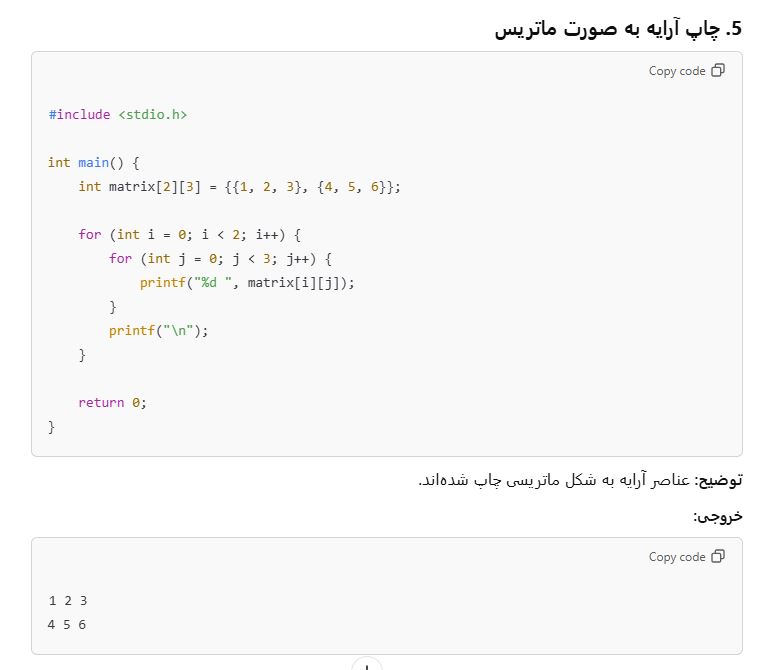 5. چاپ آرایه به صورت ماتریس
Copy code
#include <stdio.h>
int main() {
    int matrix[2][3] = {{1, 2, 3}, {4, 5, 6}};
    for (int i = 0; i < 2; i++) {
        for (int j = 0; j < 3; j++) {
            printf("%d ", matrix[i][j]);
        }
        printf("\n");
    }
    return 0;
}
توضیح: عناصر آرایه به شکل ماتریسی چاپ شده‌اند.
خروجی:
Copy code
1 2 3
4 5 6